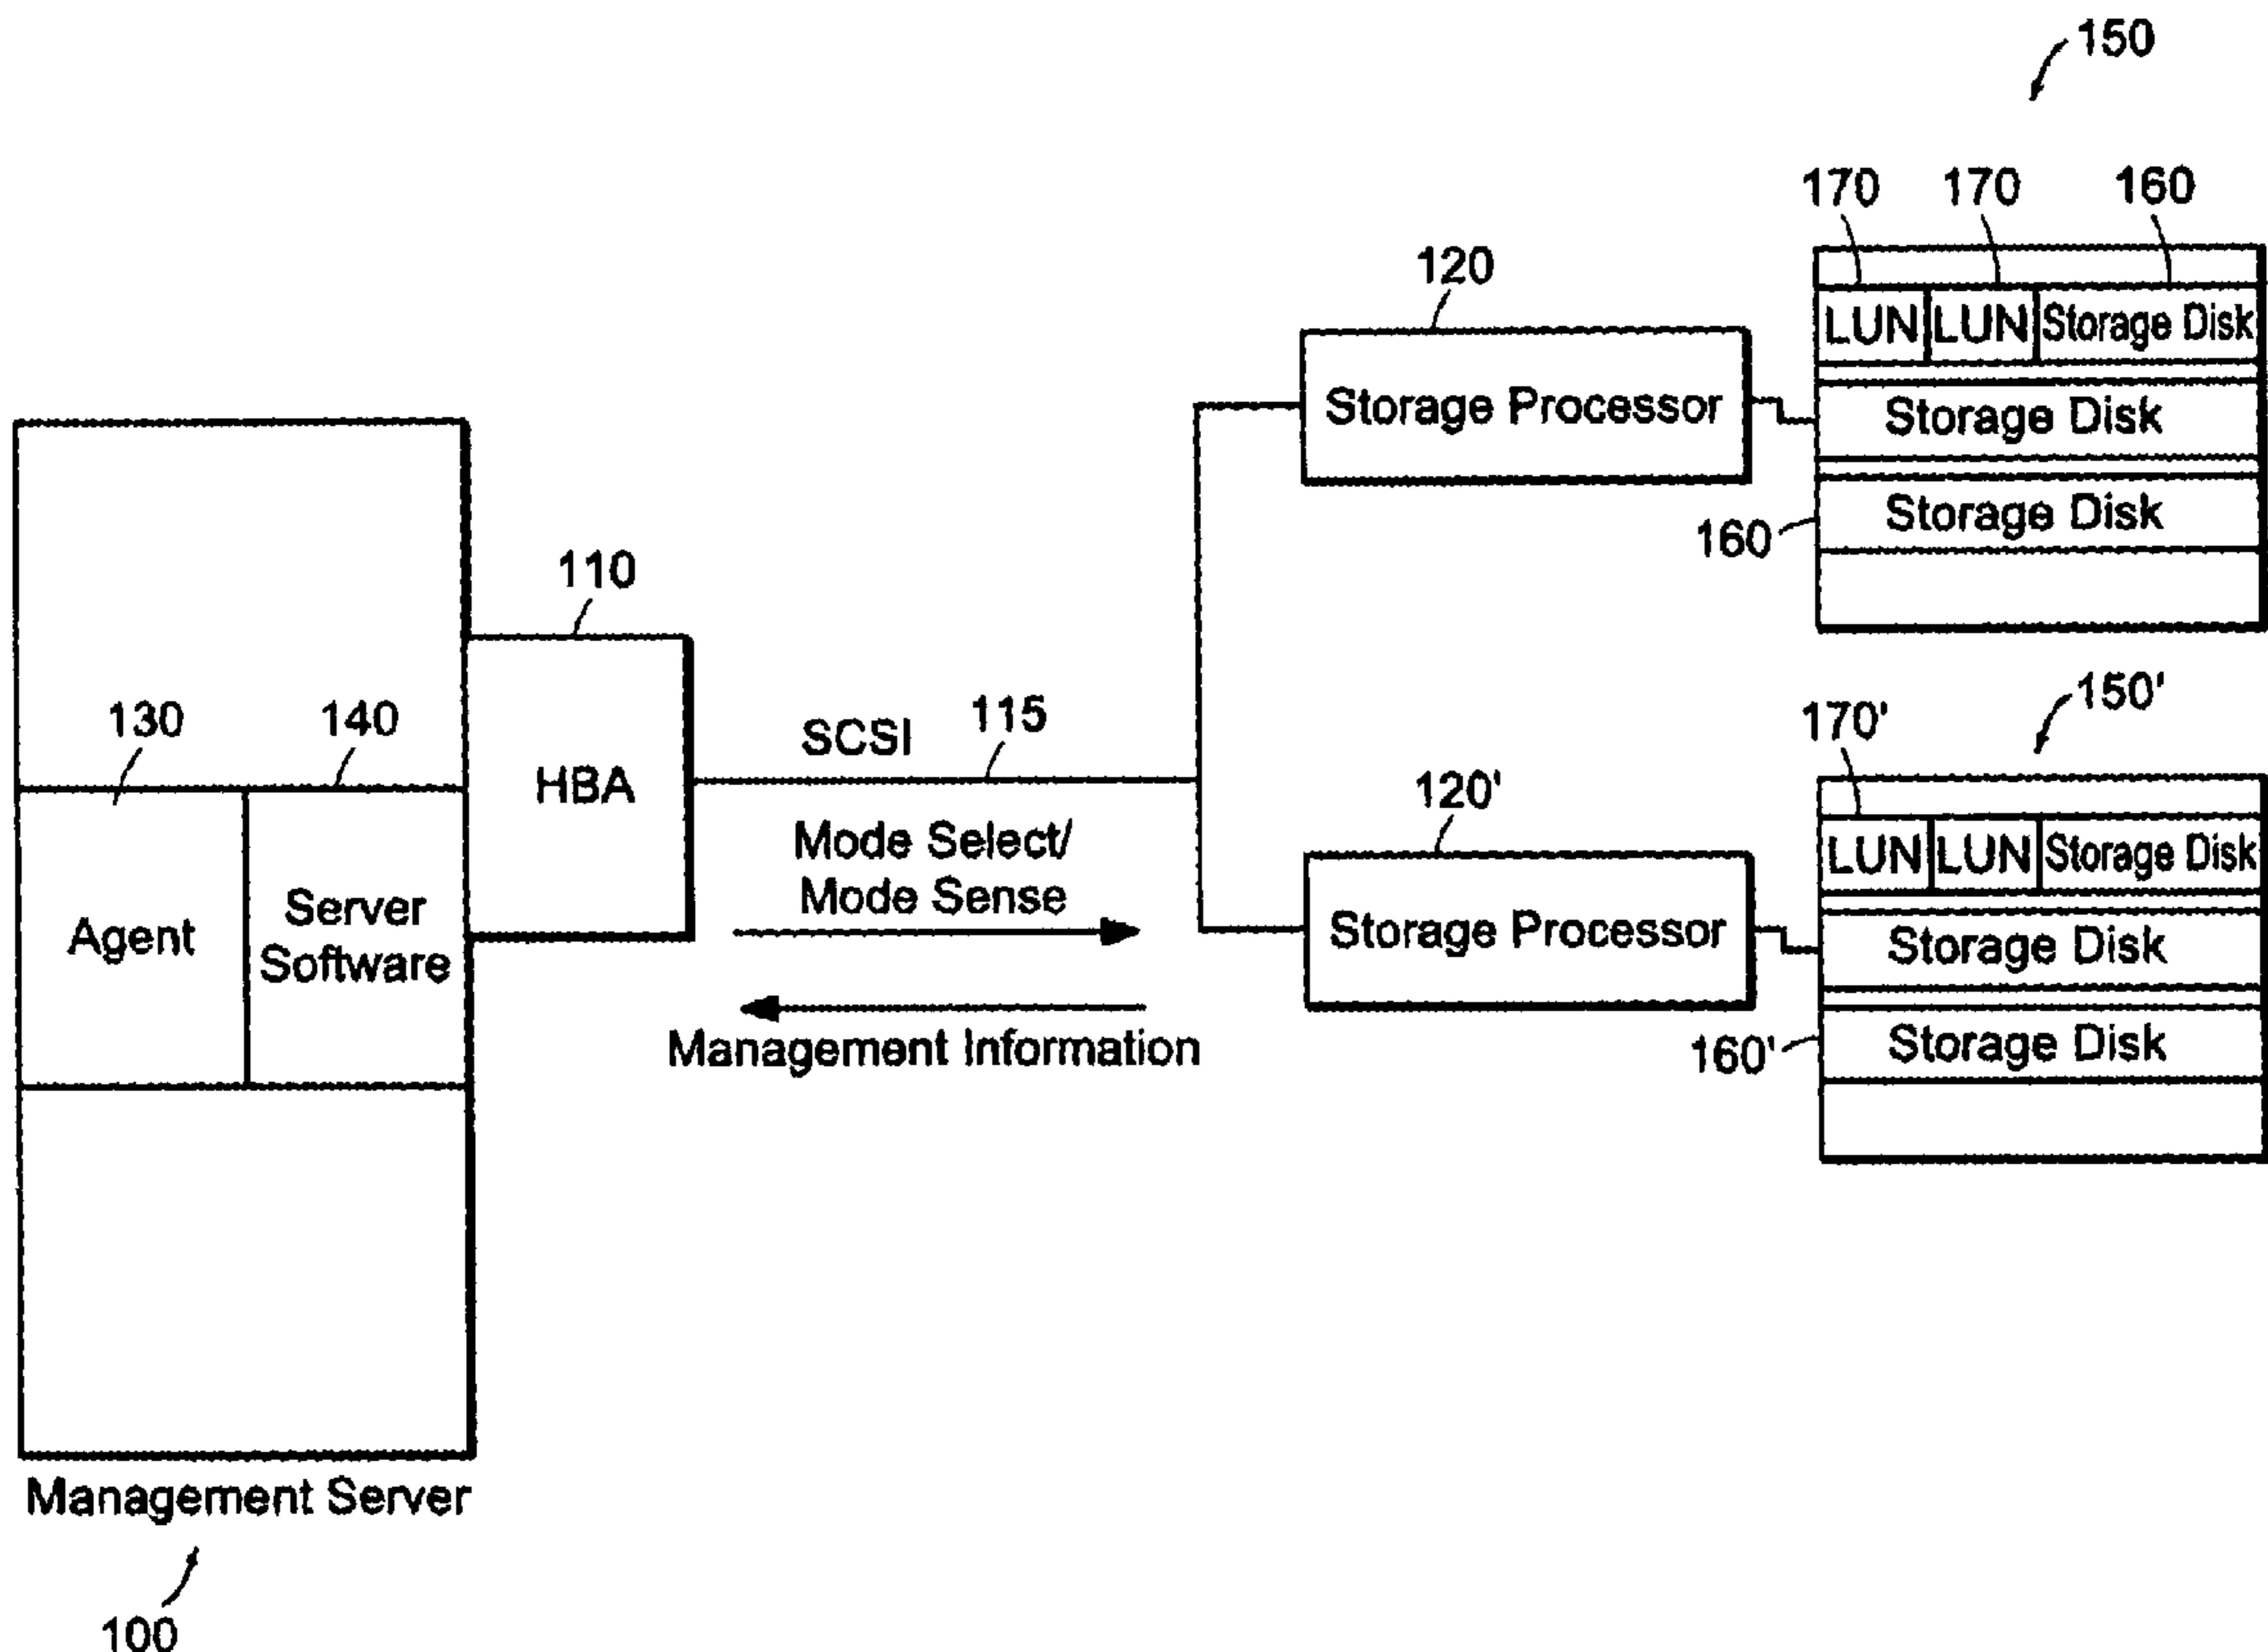 150
170 170 160
120
LUN LUN Storage Disk
Storage Processor
Storage Disk
Storage Disk
160
110
130 140
HBA
SCSI 115
Mode Select/
Mode Sense
Agent
Server
Software
Management Information
150'
170'
120'
LUN LUN Storage Disk
Storage Processor
Storage Disk
Storage Disk
160'
Management Server
100